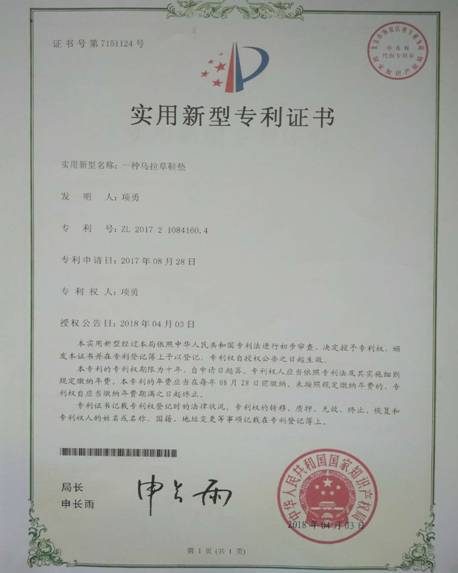 证书号第7151124号
实用新型专利证书
实用新型名称：一种乌拉草鞋垫
发 明 人：项勇
专 利 号：ZL 2017 2 1084160.4
专利申请日：2017年08月28日
专 利 权 人：项勇
授权公告日：2018年04月03日
本实用新型经过本局依照中华人民共和国专利法进行初步审查，决定授予专利权，颁
发本证书并在专利登记簿上予以登记。专利权自授权公告之日起生效。
本专利的专利权期限为十年，自申请日起算。专利权人应当依照专利法及其实施细则
规定缴纳年费。本专利的年费应当在每年08月28日前缴纳。未按照规定缴纳年费的，专
利权自应当缴纳年费期满之日起终止。
专利证书记载专利权登记时的法律状况。专利权的转移、质押、无效、终止、恢复和
专利权人的姓名或名称、国籍、地址变更等事项记载在专利登记簿上。
局长
申长雨
申长雨
中华人民共和国国家知识产权局
2018年04月03日
第1页（共1页）